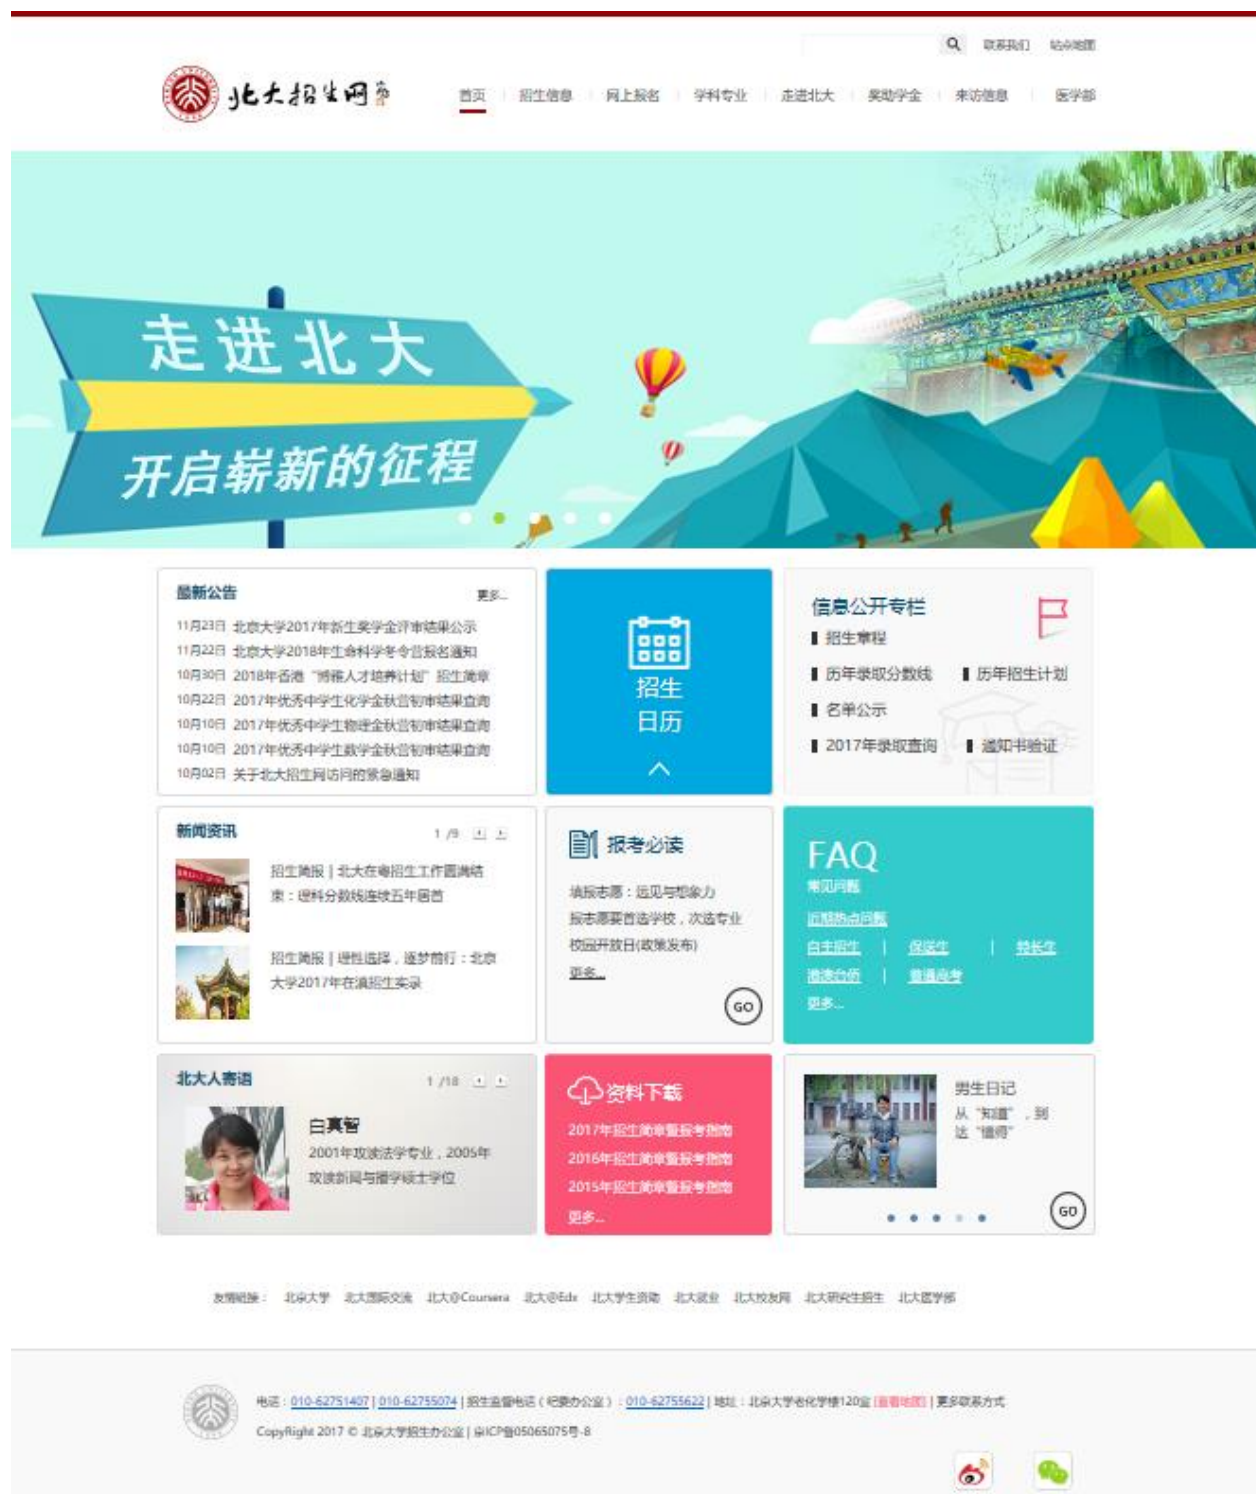 联系我们 站点地图
北大招生网
首页 招生信息 网上报名 学科专业 走进北大 奖助学金 来访信息 医学部
走进北大
开启崭新的征程
最新公告 更多...
11月23日 北京大学2017年新生奖学金评审结果公示
11月22日 北京大学2018年生命科学冬令营报名通知
10月30日 2018年香港“博雅人才培养计划”招生简章
10月22日 2017年优秀中学生化学金秋营初审结果查询
10月10日 2017年优秀中学生物理金秋营初审结果查询
10月10日 2017年优秀中学生数学金秋营初审结果查询
10月02日 关于北大招生网访问的紧急通知
招生
日历
信息公开专栏
招生章程
历年录取分数线 历年招生计划
名单公示
2017年录取查询 通知书验证
新闻资讯 1 /9
招生简报 | 北大在粤招生工作圆满结
束：理科分数线连续五年居首
招生简报 | 理性选择，逐梦前行：北京
大学2017年在滇招生实录
报考必读
填报志愿：远见与想象力
报志愿要首选学校，次选专业
校园开放日(政策发布)
更多...
GO
FAQ
常见问题
近期热点问题
自主招生 | 保送生 | 特长生
港澳台侨 | 普通高考
更多...
北大人寄语 1 /18
白真智
2001年攻读法学专业，2005年
攻读新闻与播学硕士学位
资料下载
2017年招生简章暨报考指南
2016年招生简章暨报考指南
2015年招生简章暨报考指南
更多...
男生日记
从“知道”，到
达“懂得”
GO
友情链接： 北京大学 北大国际交流 北大@Coursera 北大@Edx 北大学生资助 北大就业 北大校友网 北大研究生招生 北大医学部
电话：010-62751407 | 010-62755074 | 招生监督电话（纪委办公室）：010-62755622 | 地址：北京大学老化学楼120室 [查看地图] | 更多联系方式
CopyRight 2017 © 北京大学招生办公室 | 京ICP备05065075号-8